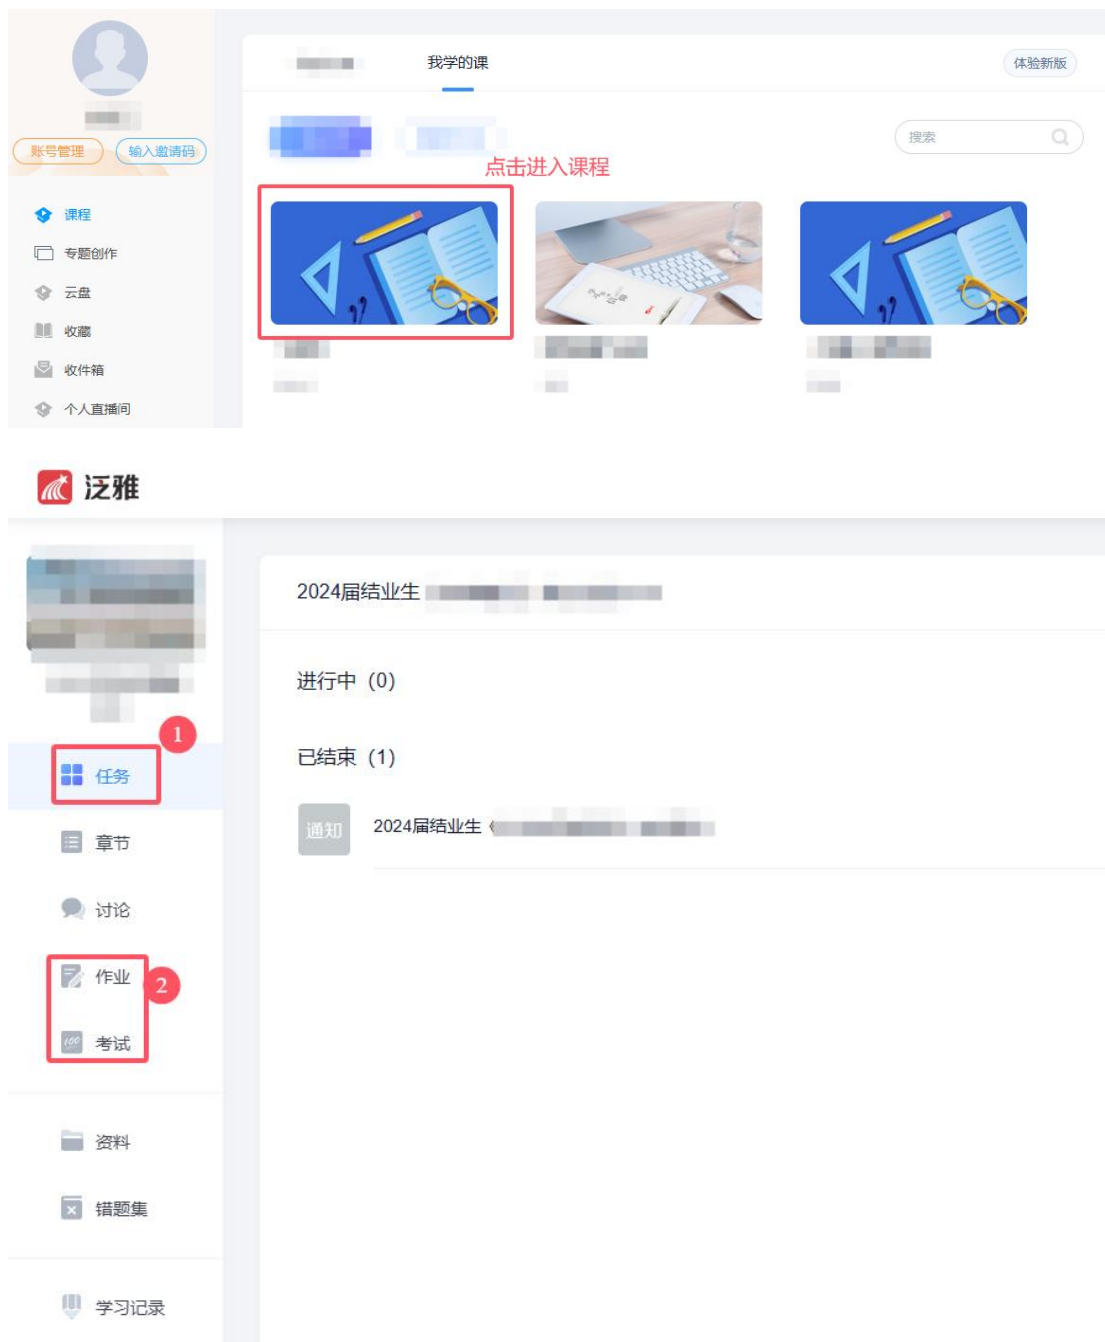 我学的课
体验新版
账号管理
输入邀请码
搜索
点击进入课程
课程
专题创作
云盘
收藏
收件箱
个人直播间
泛雅
2024届结业生
进行中（0）
已结束（1）
通知
2024届结业生《
1
任务
章节
讨论
作业
2
考试
资料
错题集
学习记录